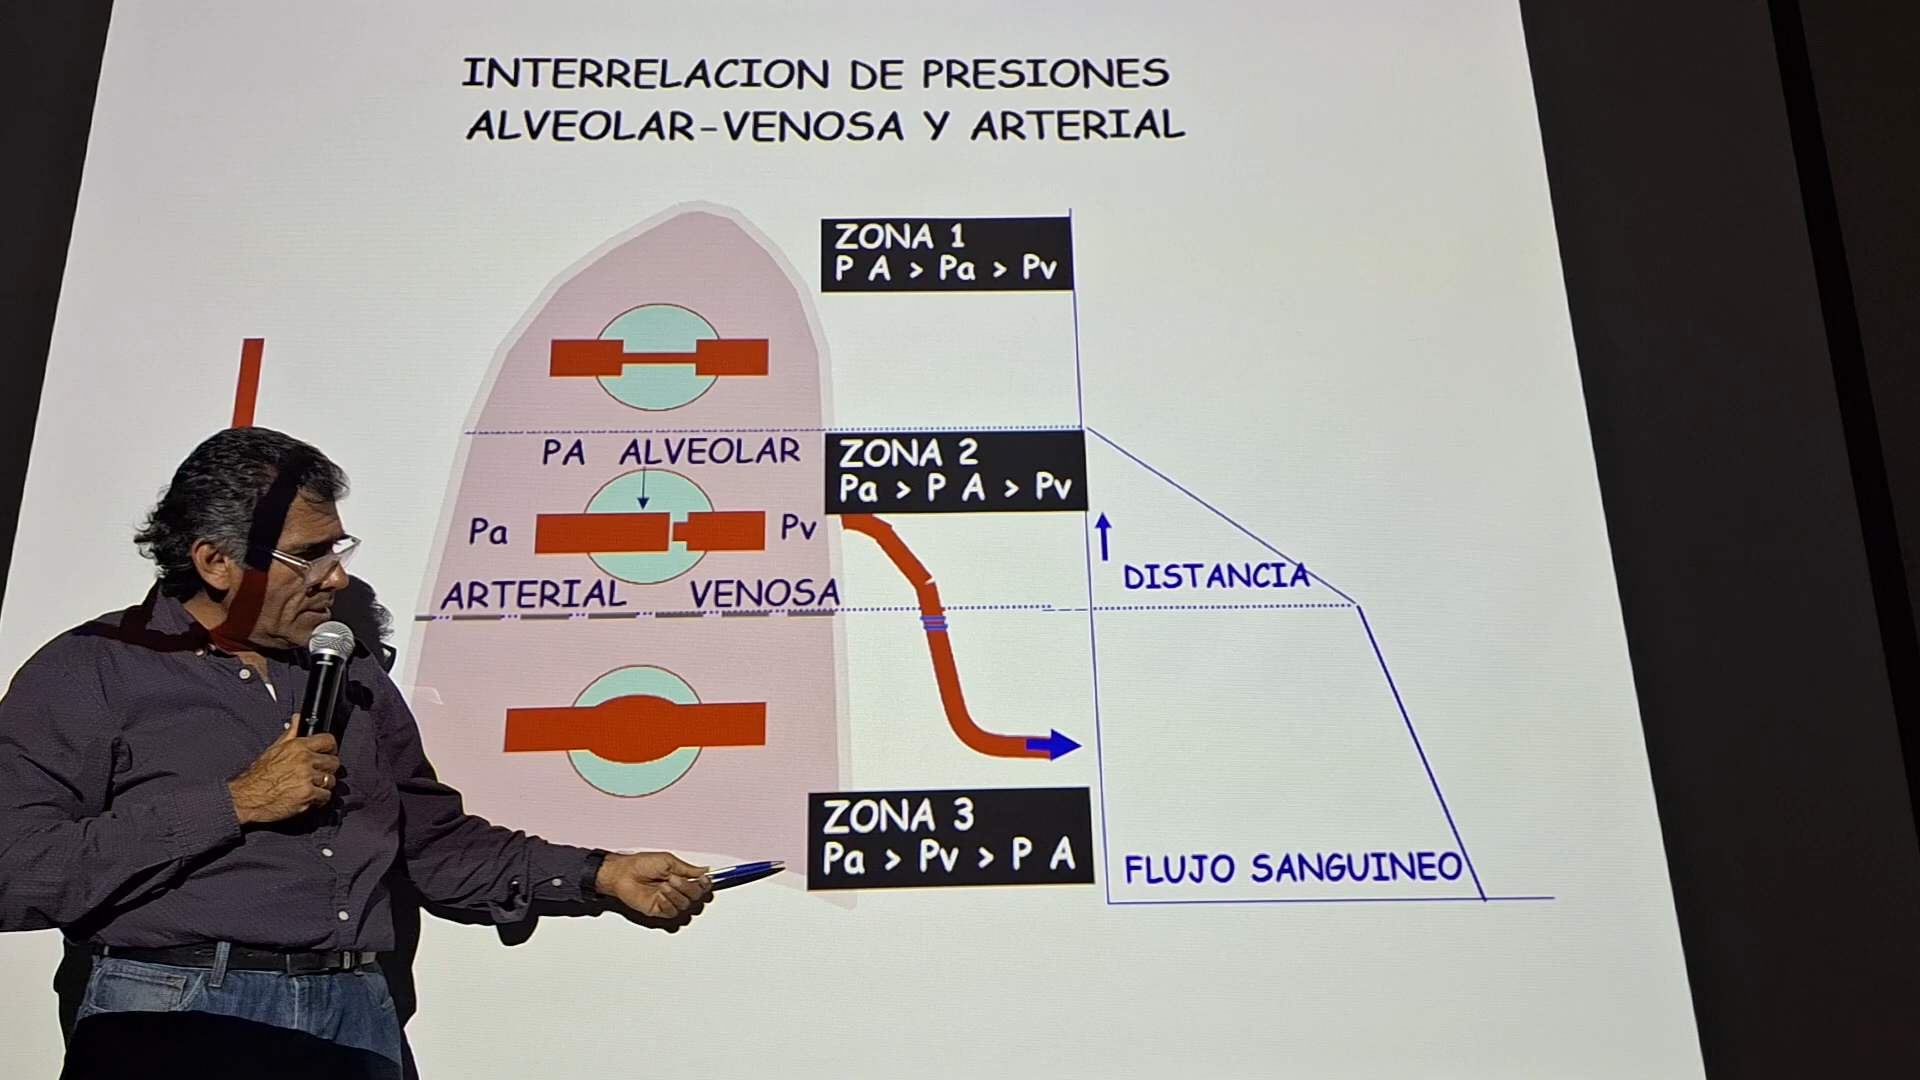 INTERRELACION DE PRESIONES
ALVEOLAR-VENOSA Y ARTERIAL
ZONA 1
P A > Pa > Pv
PA ALVEOLAR
ZONA 2
Pa > P A > Pv
Pa
Pv
ARTERIAL
VENOSA
DISTANCIA
ZONA 3
Pa > Pv > P A
FLUJO SANGUINEO